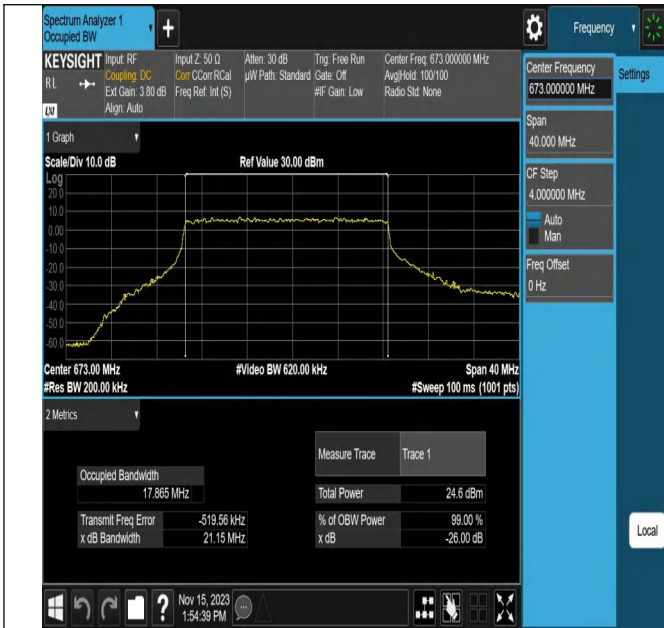 Spectrum Analyzer 1
Occupied BW
Frequency
KEYSIGHT Input: RF
RL
Coupling: DC
Ext Gain: 3.80 dB
Align: Auto
Input Z: 50 Ω
Corr CCorr RCal
Freq Ref: Int (S)
Atten: 30 dB
µW Path: Standard
Trig: Free Run
Gate: Off
#IF Gain: Low
Center Freq: 673.000000 MHz
Avg|Hold: 100/100
Radio Std: None
LXI
Center Frequency
673.000000 MHz
Settings
Span
40.000 MHz
CF Step
4.000000 MHz
Auto
Man
Freq Offset
0 Hz
1 Graph
Scale/Div 10.0 dB
Ref Value 30.00 dBm
Log
20.0
10.0
0.00
-10.0
-20.0
-30.0
-40.0
-50.0
-60.0
Center 673.00 MHz
#Video BW 620.00 kHz
Span 40 MHz
#Res BW 200.00 kHz
#Sweep 100 ms (1001 pts)
2 Metrics
Measure Trace
Trace 1
Occupied Bandwidth
17.865 MHz
Total Power
24.6 dBm
Transmit Freq Error
-519.56 kHz
% of OBW Power
99.00 %
x dB Bandwidth
21.15 MHz
x dB
-26.00 dB
Local
?
Nov 15, 2023
1:54:39 PM